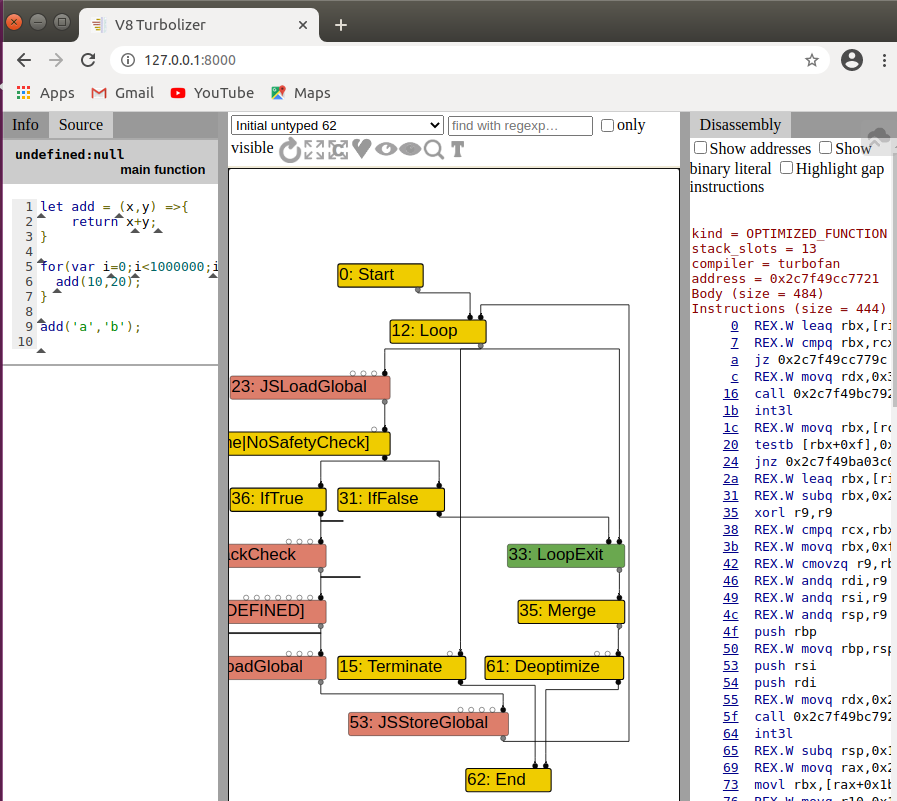 V8 Turbolizer
127.0.0.1:8000
Apps Gmail YouTube Maps
Info Source
undefined:null
main function
1 let add = (x,y) =>{
2 return x+y;
3 }
4
5 for(var i=0;i<1000000;i
6 add(10,20);
7 }
8
9 add('a','b');
10
Initial untyped 62 find with regexp… only
visible
0: Start
12: Loop
23: JSLoadGlobal
ne|NoSafetyCheck]
36: IfTrue 31: IfFalse
ckCheck 33: LoopExit
DEFINED] 35: Merge
oadGlobal 15: Terminate 61: Deoptimize
53: JSStoreGlobal
62: End
Disassembly
Show addresses Show
binary literal Highlight gap
instructions
kind = OPTIMIZED_FUNCTION
stack_slots = 13
compiler = turbofan
address = 0x2c7f49cc7721
Body (size = 484)
Instructions (size = 444)
0 REX.W leaq rbx,[ri
7 REX.W cmpq rbx,rcx
a jz 0x2c7f49cc779c
c REX.W movq rdx,0x3
16 call 0x2c7f49bc792
1b int3l
1c REX.W movq rbx,[rc
20 testb [rbx+0xf],0x
24 jnz 0x2c7f49ba03c0
2a REX.W leaq rbx,[ri
31 REX.W subq rbx,0x2
35 xorl r9,r9
38 REX.W cmpq rcx,rbx
3b REX.W movq rbx,0xf
42 REX.W cmovzq r9,rb
46 REX.W andq rdi,r9
49 REX.W andq rsi,r9
4c REX.W andq rsp,r9
4f push rbp
50 REX.W movq rbp,rsp
53 push rsi
54 push rdi
55 REX.W movq rdx,0x2
5f call 0x2c7f49bc792
64 int3l
65 REX.W subq rsp,0x1
69 REX.W movq rax,0x2
73 movl rbx,[rax+0x1b
76 REX.W movq r10,0x7